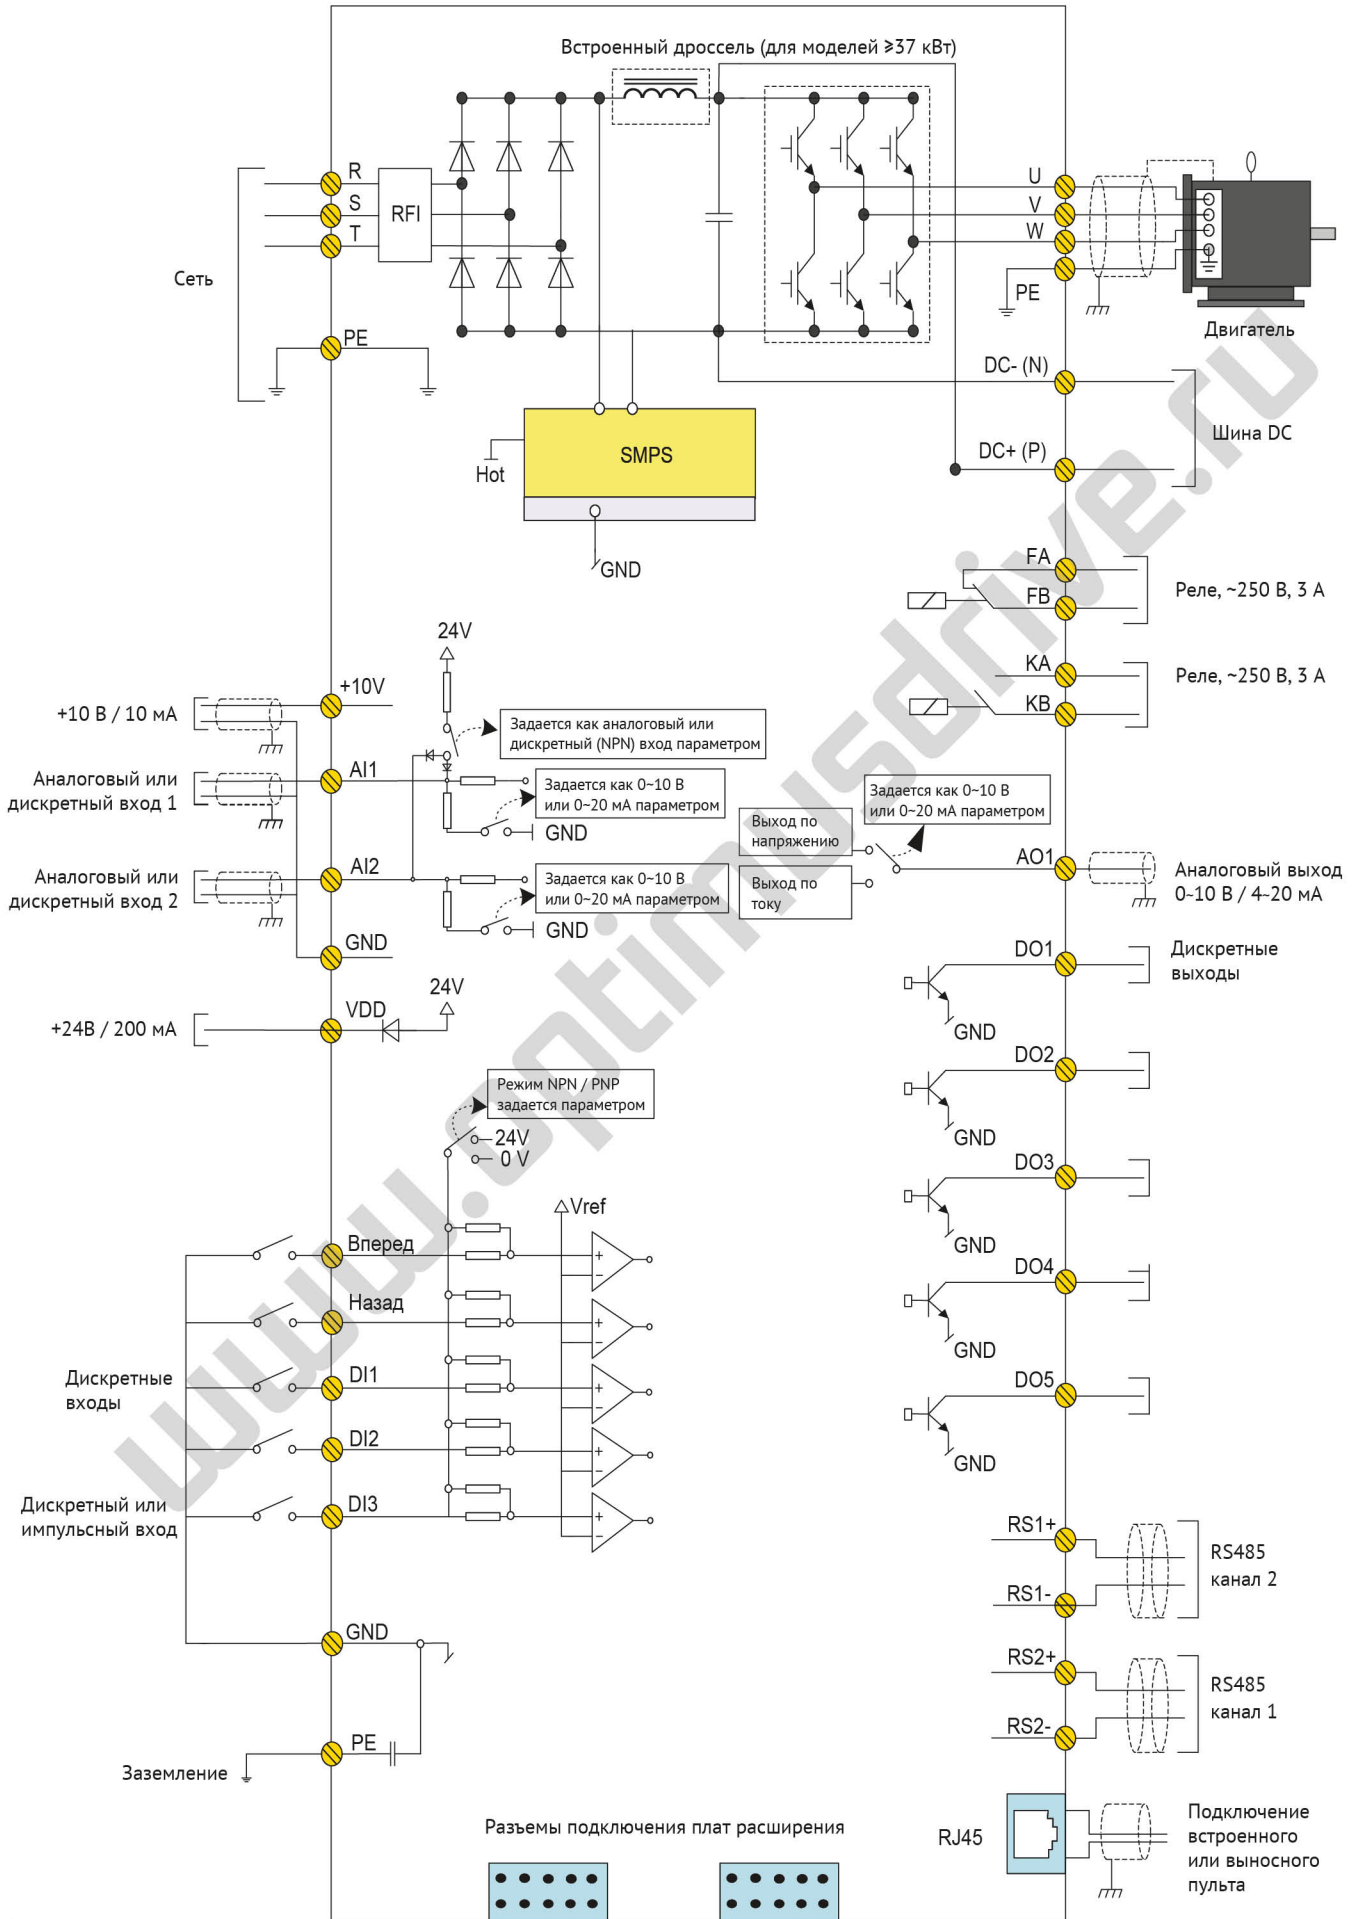 Встроенный дроссель (для моделей ≥37 кВт)
R
S
T
RFI
Сеть
PE
U
V
W
PE
Двигатель
DC- (N)
Шина DC
DC+ (P)
SMPS
Hot
GND
FA
FB
Реле, ~250 В, 3 А
KA
KB
Реле, ~250 В, 3 А
24V
+10V
+10 В / 10 мА
Задается как аналоговый или
дискретный (NPN) вход параметром
AI1
Аналоговый или
дискретный вход 1
Задается как 0~10 В
или 0~20 мА параметром
GND
AI2
Аналоговый или
дискретный вход 2
Задается как 0~10 В
или 0~20 мА параметром
GND
GND
Задается как 0~10 В
или 0~20 мА параметром
Выход по
напряжению
Выход по
току
AO1
Аналоговый выход
0~10 В / 4~20 мА
24V
VDD
+24В / 200 мА
DO1
Дискретные
выходы
GND
DO2
GND
DO3
GND
DO4
GND
DO5
GND
Режим NPN / PNP
задается параметром
24V
0 V
Vref
Вперед
Назад
DI1
Дискретные
входы
DI2
DI3
Дискретный или
импульсный вход
GND
PE
Заземление
RS1+
RS1-
RS485
канал 2
RS2+
RS2-
RS485
канал 1
RJ45
Подключение
встроенного
или выносного
пульта
Разъемы подключения плат расширения
www.optimusdrive.ru